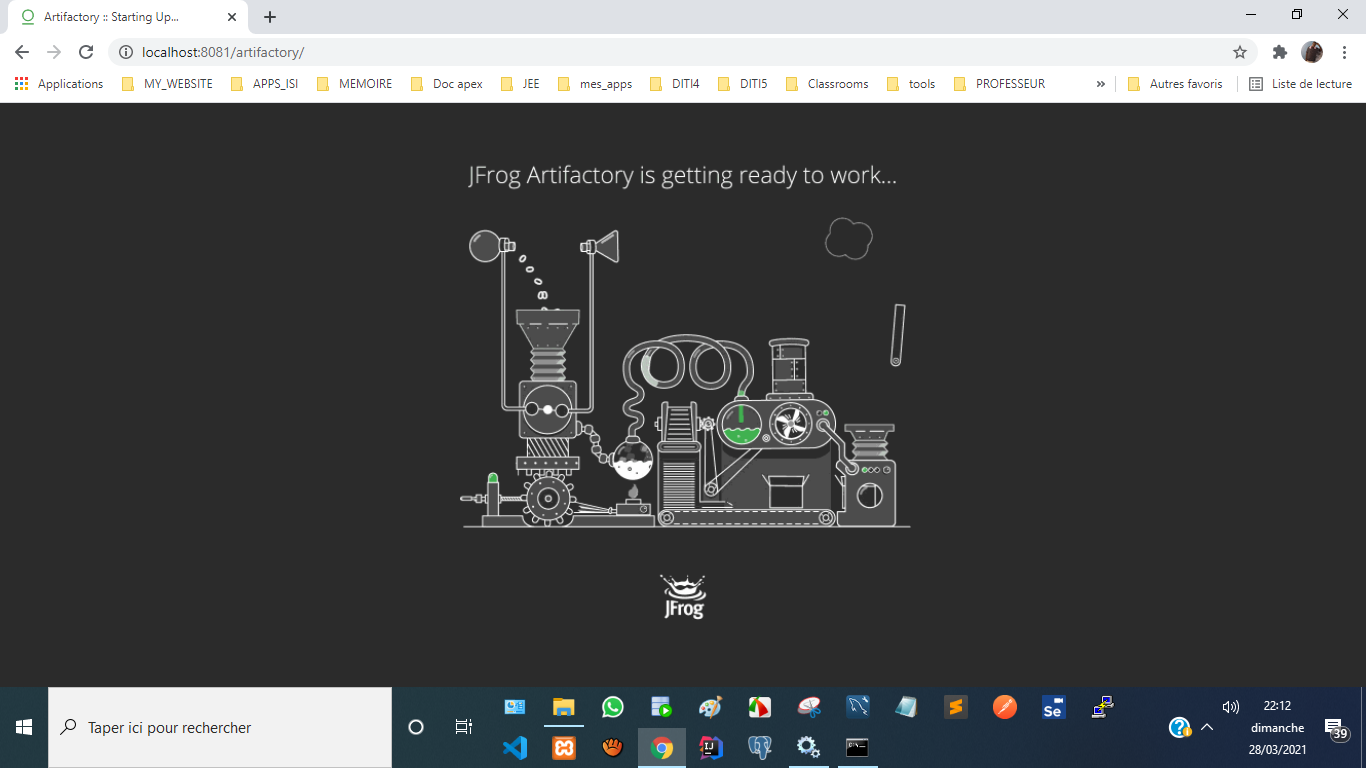 Artifactory :: Starting Up...
localhost:8081/artifactory/
Applications MY_WEBSITE APPS_ISI MEMOIRE Doc apex JEE mes_apps DITI4 DITI5 Classrooms tools PROFESSEUR » Autres favoris Liste de lecture
JFrog Artifactory is getting ready to work...
JFrog
Taper ici pour rechercher
IJ
Se
22:12
dimanche
28/03/2021
39